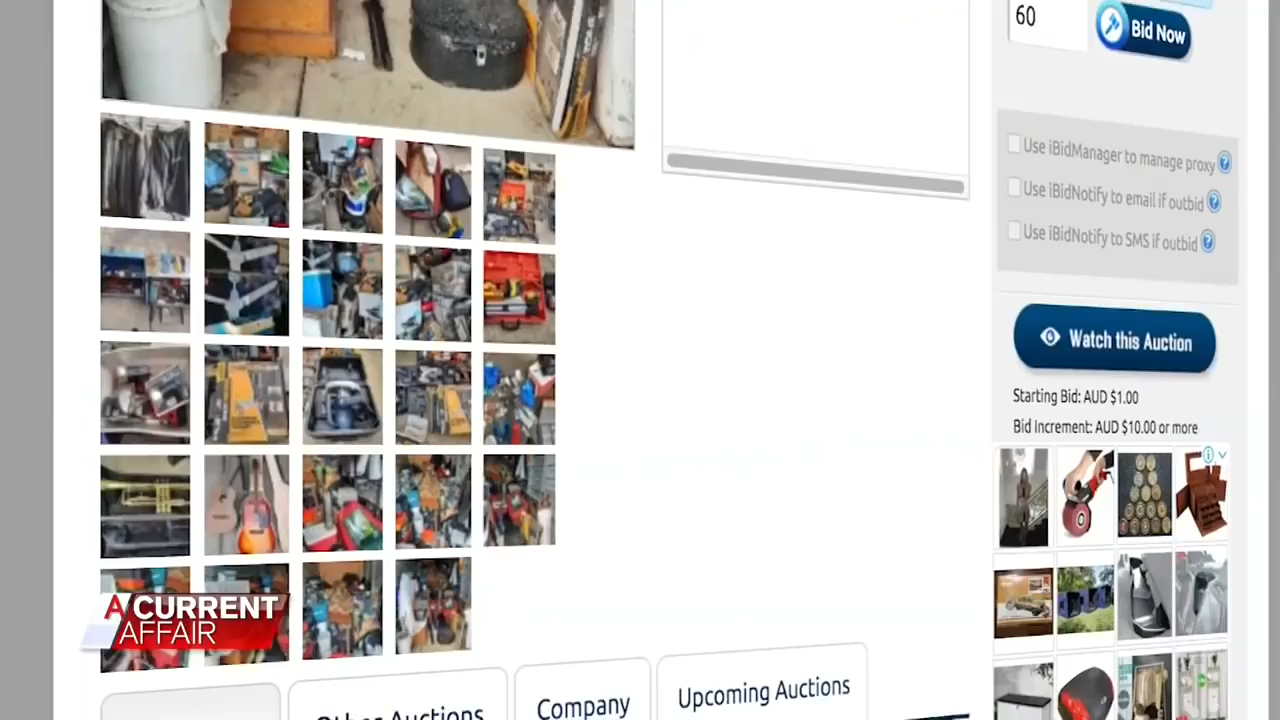 60
Bid Now
Use iBidManager to manage proxy
Use iBidNotify to email if outbid
Use iBidNotify to SMS if outbid
Watch this Auction
Starting Bid: AUD $1.00
Bid Increment: AUD $10.00 or more
A CURRENT
AFFAIR
Other Auctions
Company
Upcoming Auctions